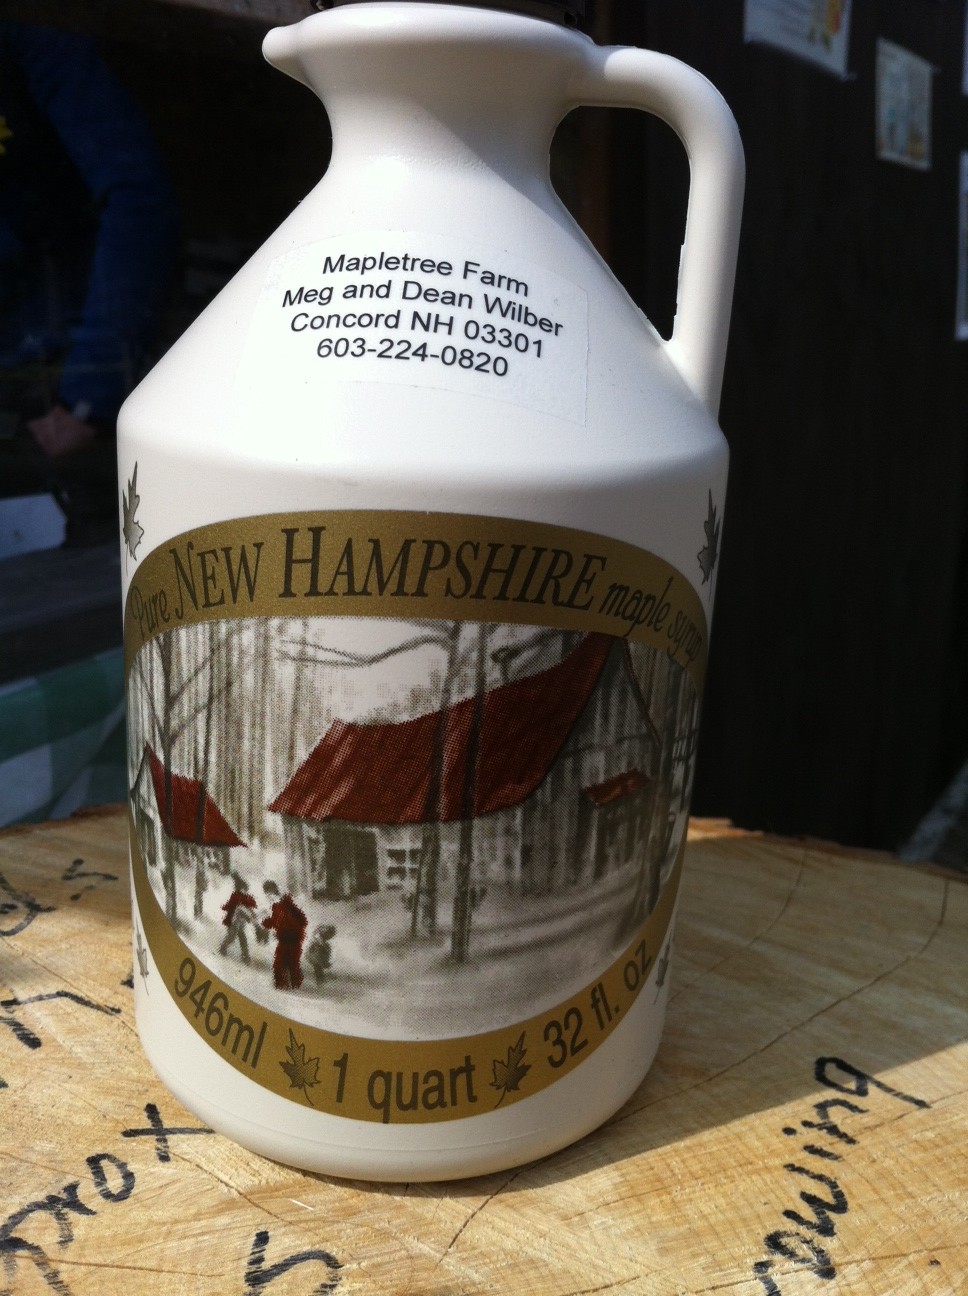 Mapletree Farm
Meg and Dean Wilber
Concord NH 03301
603-224-0820
Pure NEW HAMPSHIRE maple syrup
946ml 1 quart 32 fl. oz